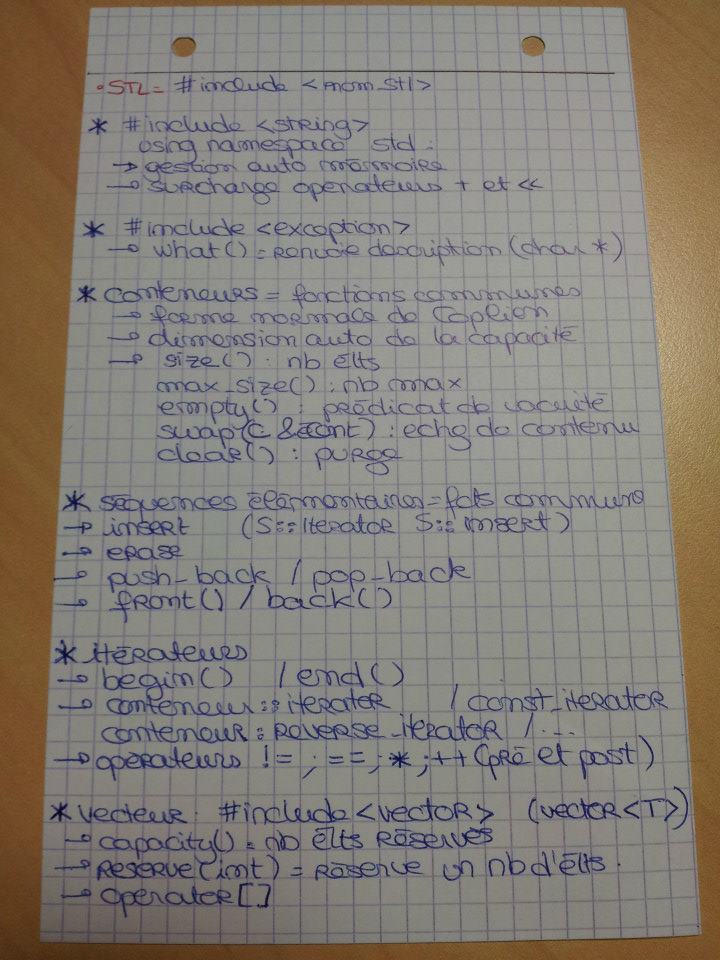 • STL = #include <nom_stl>
* #include <string>
using namespace std :
→ gestion auto mémoire
→ surcharge operateurs + et <<
* #include <exception>
→ what() = renvoie description (char *)
* conteneurs = fonctions communes
→ forme normale de Coplien
→ dimension auto de la capacité
→ size() : nb élts
max_size() : nb max
empty() : prédicat de vacuité
swap(C &cont) : echg de contenu
clear() : purge
* séquences élémentaires = fcts communs
→ insert (S::iterator S::insert)
→ erase
→ push_back / pop_back
→ front() / back()
* itérateurs
→ begin() / end()
→ conteneur::iterator / const_iterator
conteneur:reverse_iterator / ...
→ opérateurs != ; == ; * ; ++ (pré et post)
* vecteur : #include <vector> (vector<T>)
→ capacity() = nb élts réservés
→ reserve(int) = réserve un nb d'élts.
→ operator[]